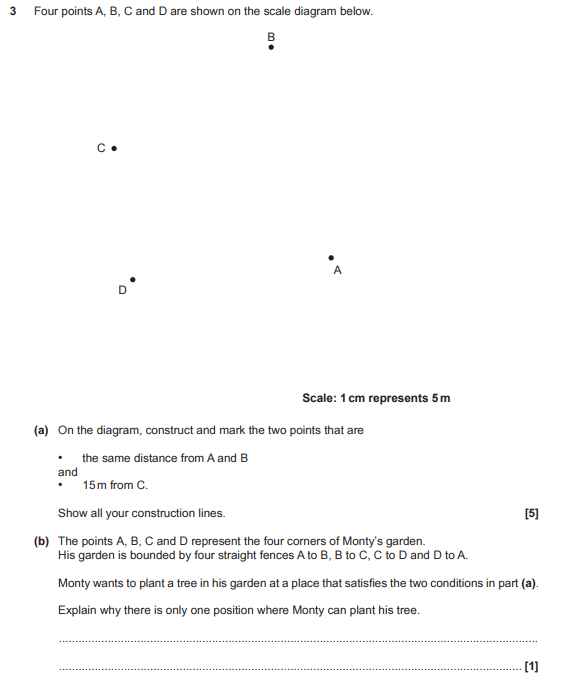 3 Four points A, B, C and D are shown on the scale diagram below.
B
C
A
D
Scale: 1 cm represents 5 m
(a) On the diagram, construct and mark the two points that are
• the same distance from A and B
and
• 15 m from C.
Show all your construction lines. [5]
(b) The points A, B, C and D represent the four corners of Monty's garden.
His garden is bounded by four straight fences A to B, B to C, C to D and D to A.
Monty wants to plant a tree in his garden at a place that satisfies the two conditions in part (a).
Explain why there is only one position where Monty can plant his tree.
[1]